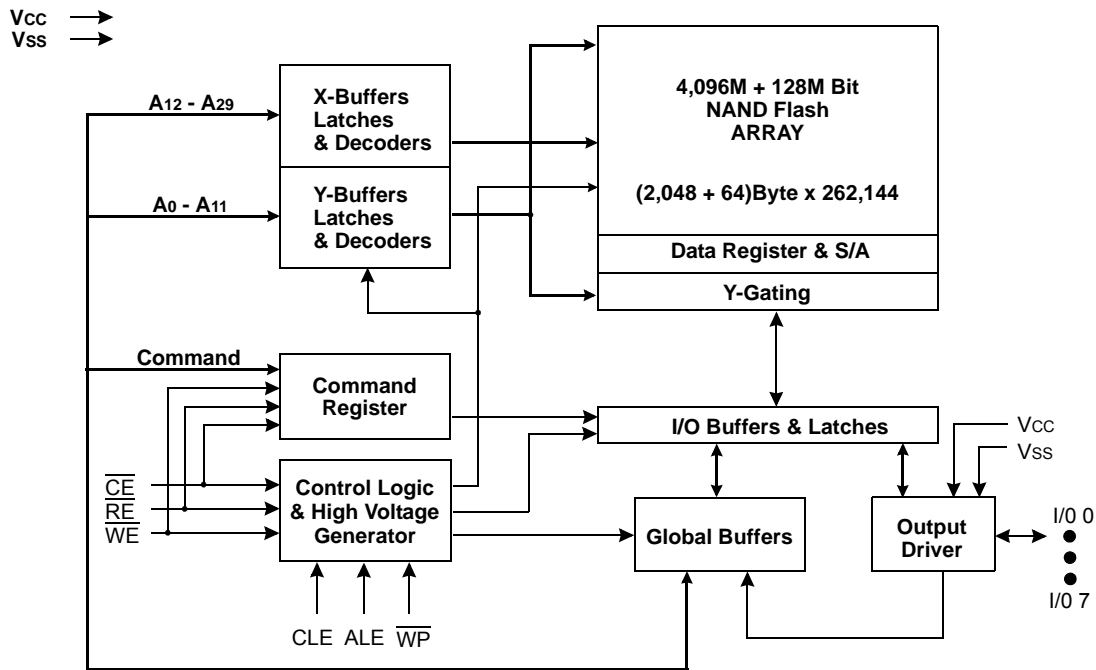 VCC
VSS
A12 - A29
X-Buffers
Latches
& Decoders
A0 - A11
Y-Buffers
Latches
& Decoders
4,096M + 128M Bit
NAND Flash
ARRAY
(2,048 + 64)Byte x 262,144
Data Register & S/A
Y-Gating
Command
Command
Register
I/O Buffers & Latches
VCC
VSS
CE
RE
WE
Control Logic
& High Voltage
Generator
Global Buffers
Output
Driver
I/0 0
I/0 7
CLE ALE WP